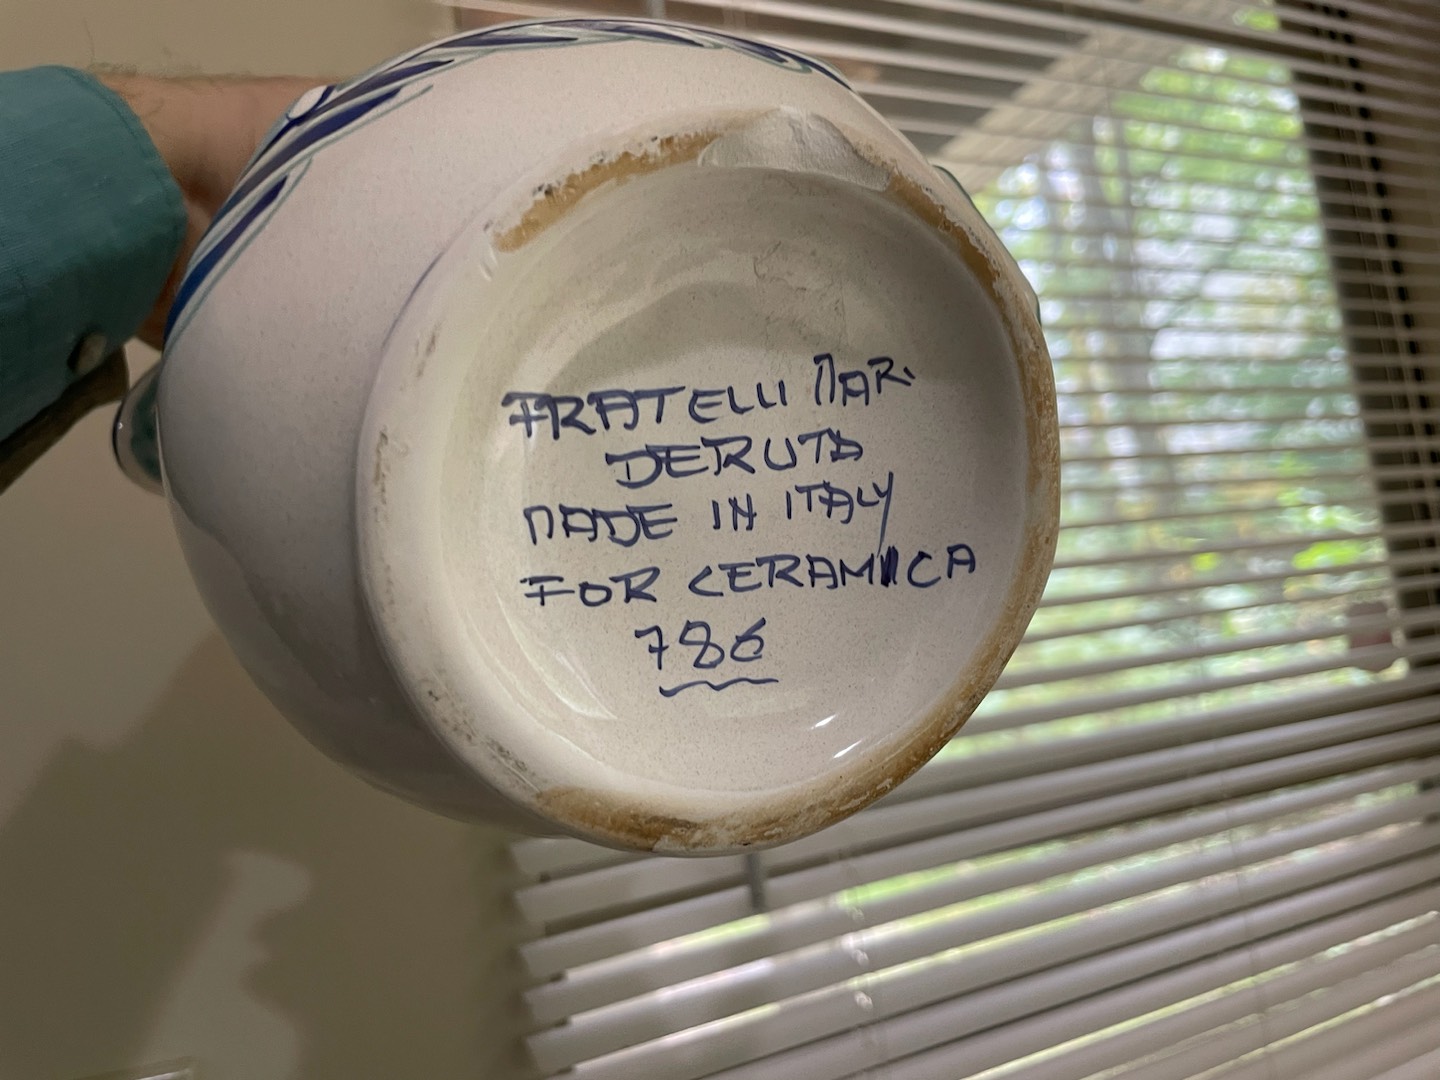 FRATELLI MARI
DERUTA
MADE IN ITALY
FOR CERAMICA
786